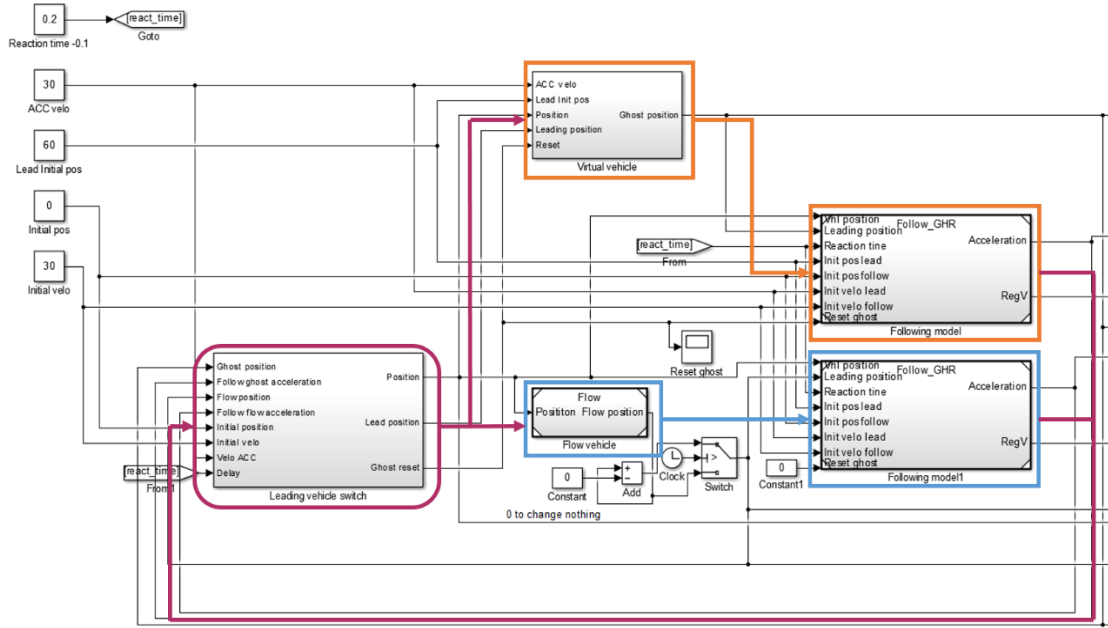 0.2
[react_time]
Reaction time -0.1
Goto
30
ACC velo
60
Lead Initial pos
0
Initial pos
30
Initial velo
ACC velo
Lead Init pos
Position
Leading position
Reset
Ghost position
Virtual vehicle
[react_time]
From
Vhl position
Leading position
Reaction tine
Init pos lead
Init pos follow
Init velo lead
Init velo follow
Reset ghost
Follow_GHR
Acceleration
RegV
Following model
Reset ghost
Ghost position
Follow ghost acceleration
Flow position
Follow flow acceleration
Initial position
Initial velo
Velo ACC
Delay
Position
Lead position
Ghost reset
[react_time]
From1
Leading vehicle switch
Flow
Posititon
Flow position
Flow vehicle
0
Constant
+
−
Add
Clock
>
Switch
0 to change nothing
0
Constant1
Vhl position
Leading position
Reaction tine
Init pos lead
Init pos follow
Init velo lead
Init velo follow
Reset ghost
Follow_GHR
Acceleration
RegV
Following model1